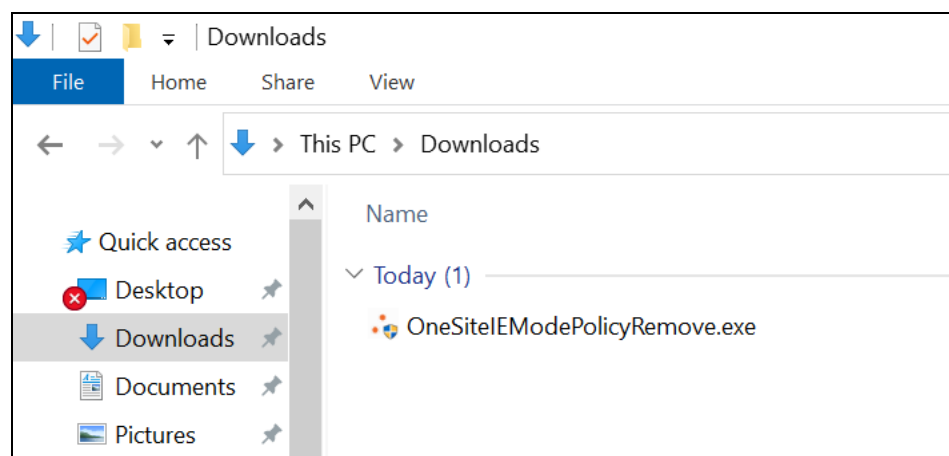 Downloads
File Home Share View
This PC > Downloads
Name
Quick access
Today (1)
Desktop
OneSiteIEModePolicyRemove.exe
Downloads
Documents
Pictures